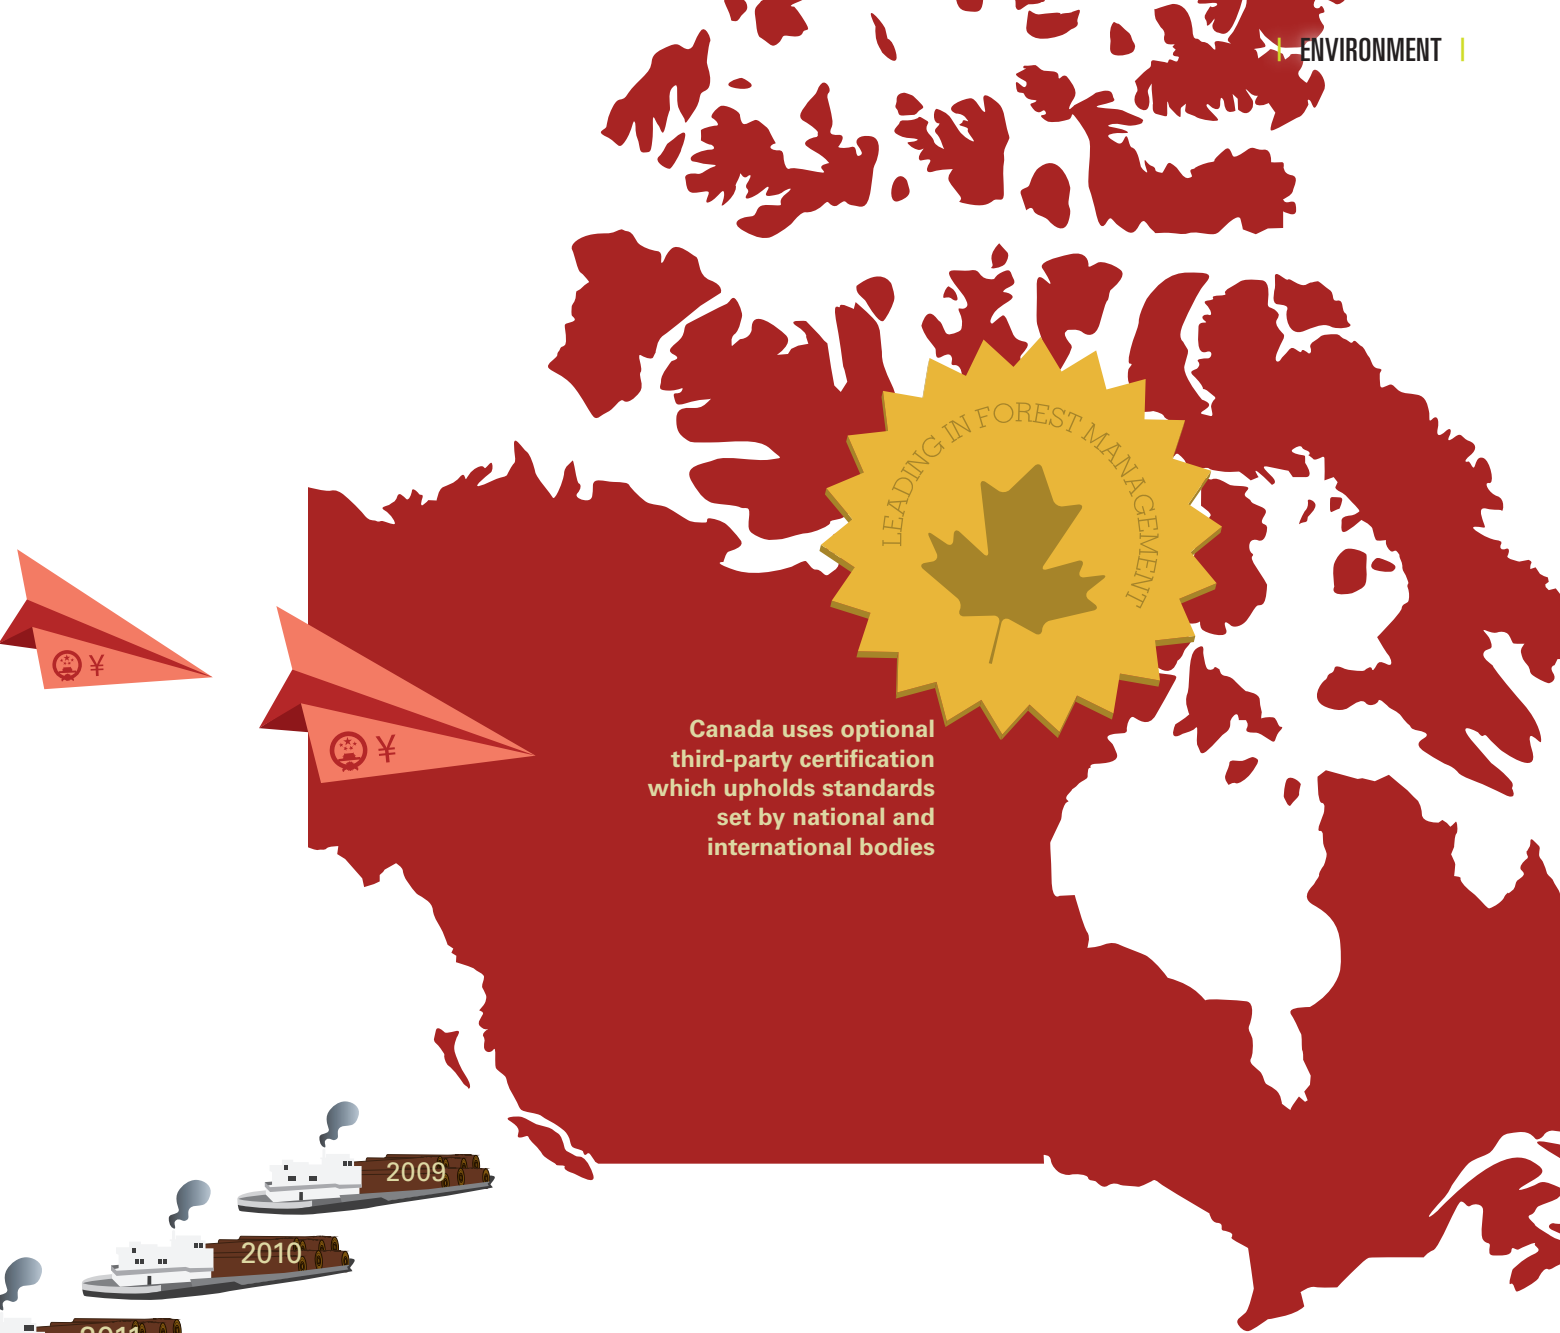 ENVIRONMENT
LEADING IN FOREST MANAGEMENT
¥
¥
Canada uses optional
third-party certification
which upholds standards
set by national and
international bodies
2009
2010
2011